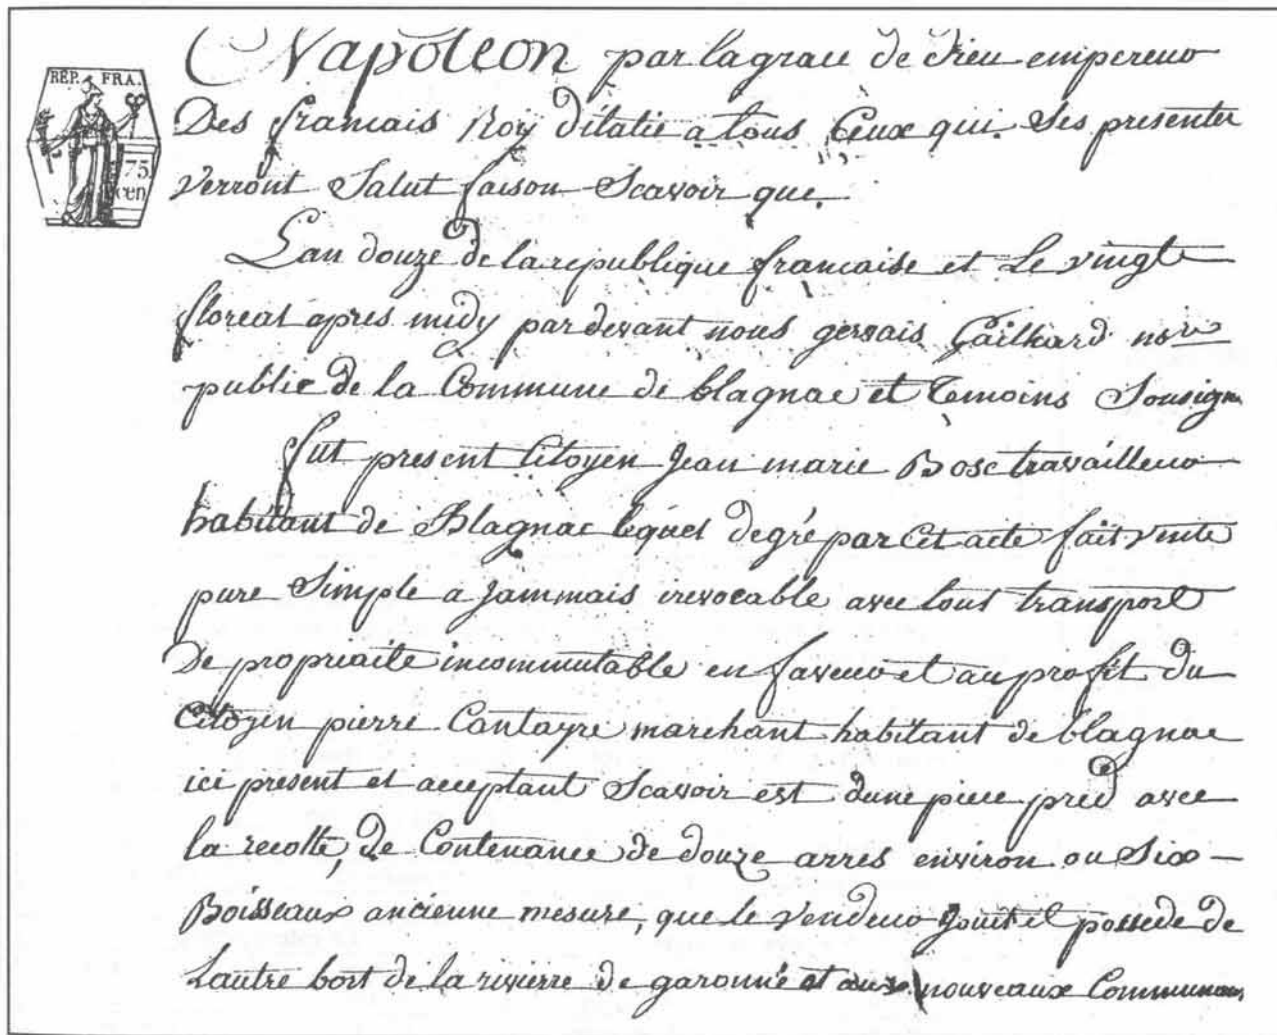 Napoleon par la grace de dieu empereur
REP. FRA.
75
cen
Des francais Roy ditalie a tous Ceux qui Ses presenter
Verront Salut faison Scavoir que.
Lan douze de la republique francaise et Le vingt
floreal apres midy par devant nous gervais Gailhard nore
public de la Commune de blagnac et Temoins Sousigne
fut present Citoyen Jean marie Bosc travailleur
habitant de Blagnac lequel de gré par Cet acte fait vente
pure Simple a Jammais irevocable avec tout transport
De propriaite incommutable en faveur et au profit du
Citoyen pierre Cantayre marchant habitant de blagnac
ici present et acceptant Scavoir est dune piece pred avec
la recolte, de Contenance de douze arres environ ou Six
Boisseaux ancienne mesure, que le Vendeur Jouit et possede de
Lautre bort de la rivierre de garonne et aux nouveaux Communaux